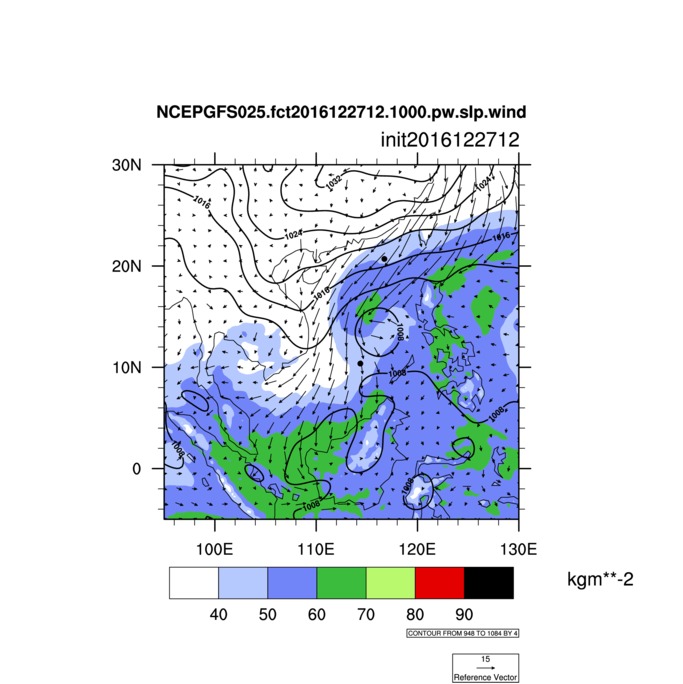 NCEPGFS025.fct2016122712.1000.pw.slp.wind
init2016122712
30N
1032
1024
1016
1024
1016
20N
1016
1008
10N
1008
1008
1008
0
1008
1008
100E 110E 120E 130E
kgm**-2
40 50 60 70 80 90
CONTOUR FROM 948 TO 1084 BY 4
15
Reference Vector